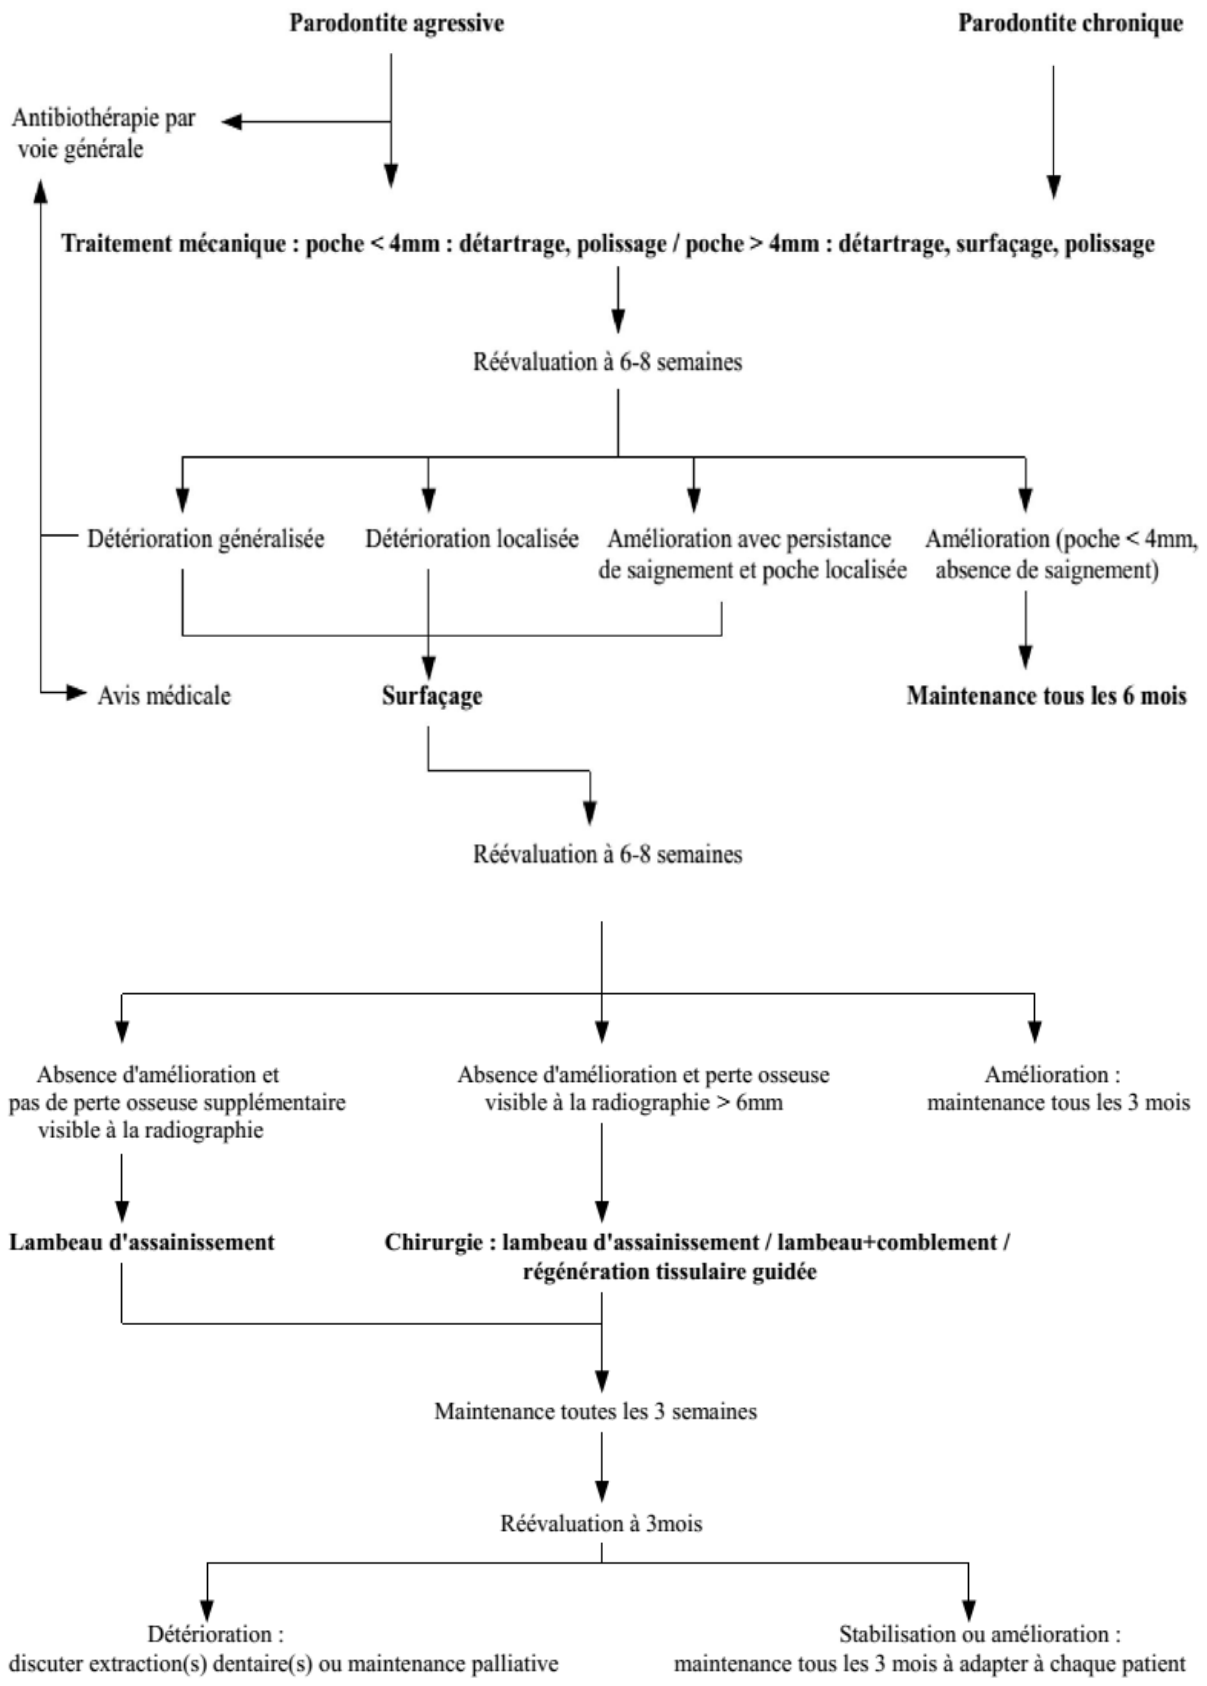 Parodontite agressive
Parodontite chronique
Antibiothérapie par
voie générale
Traitement mécanique : poche < 4mm : détartrage, polissage / poche > 4mm : détartrage, surfaçage, polissage
Réévaluation à 6-8 semaines
Détérioration généralisée
Détérioration localisée
Amélioration avec persistance
de saignement et poche localisée
Amélioration (poche < 4mm,
absence de saignement)
Avis médicale
Surfaçage
Maintenance tous les 6 mois
Réévaluation à 6-8 semaines
Absence d'amélioration et
pas de perte osseuse supplémentaire
visible à la radiographie
Absence d'amélioration et perte osseuse
visible à la radiographie > 6mm
Amélioration :
maintenance tous les 3 mois
Lambeau d'assainissement
Chirurgie : lambeau d'assainissement / lambeau+comblement /
régénération tissulaire guidée
Maintenance toutes les 3 semaines
Réévaluation à 3mois
Détérioration :
discuter extraction(s) dentaire(s) ou maintenance palliative
Stabilisation ou amélioration :
maintenance tous les 3 mois à adapter à chaque patient